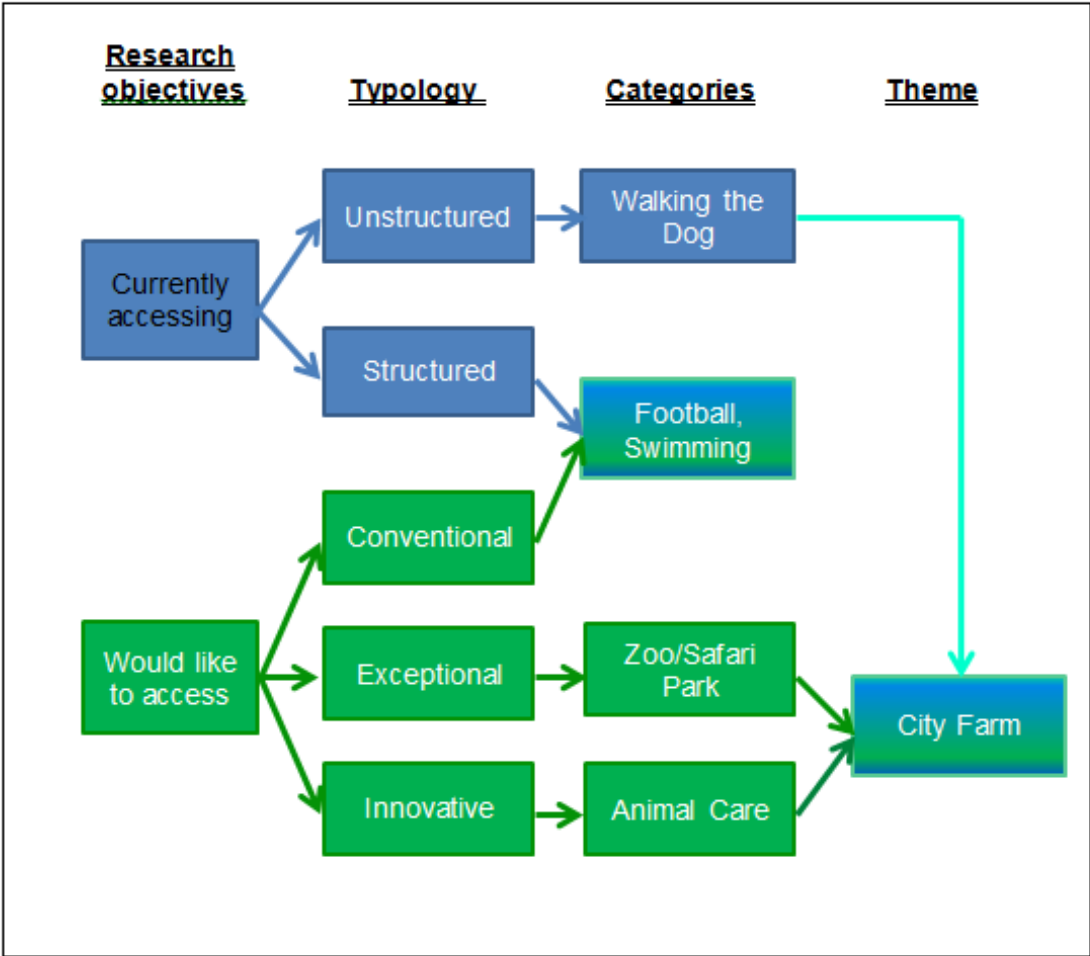 Research
objectives
Typology
Categories
Theme
Unstructured
Walking the
Dog
Currently
accessing
Structured
Football,
Swimming
Conventional
Would like
to access
Exceptional
Zoo/Safari
Park
City Farm
Innovative
Animal Care